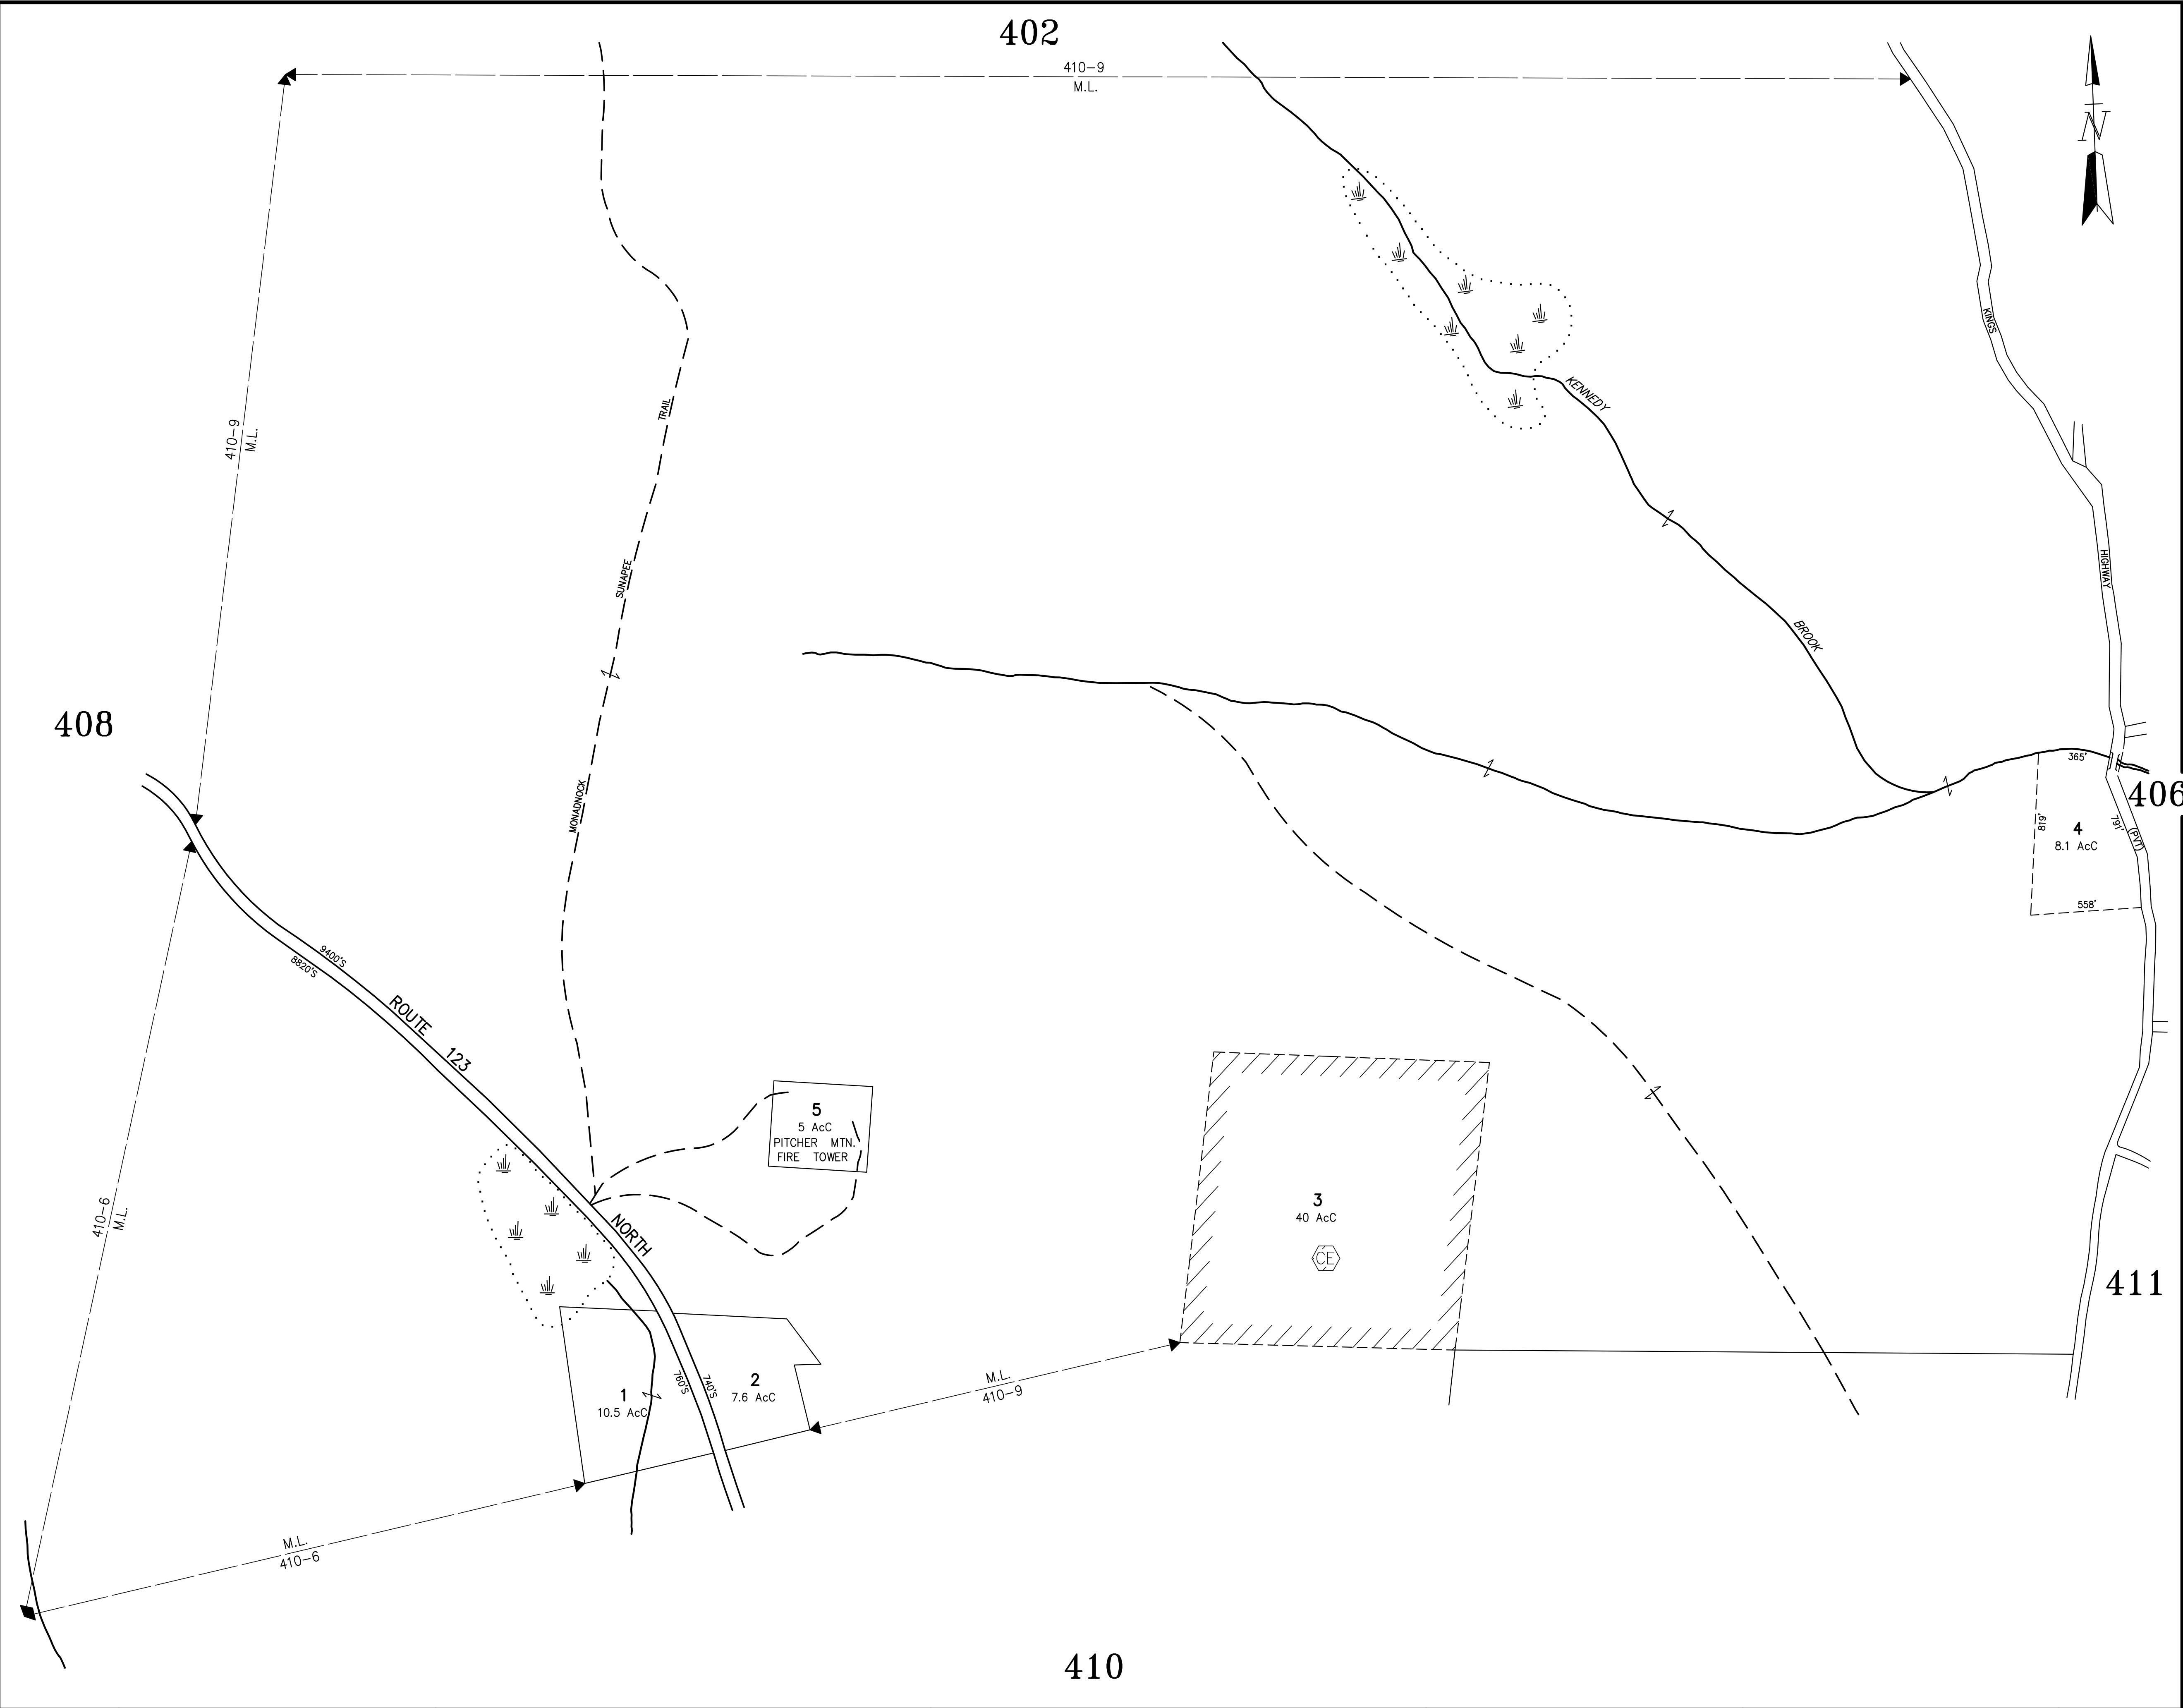 402
410-9
M.L.
N
KINGS
KENNEDY
TRAIL
410-9
M.L.
HIGHWAY
SUNAPEE
BROOK
408
365'
406
MONADNOCK
819'
4
8.1 AcC
791'
(PVT)
558'
9400'S
8820'S
ROUTE
123
5
5 AcC
PITCHER MTN.
FIRE TOWER
410-6
M.L.
NORTH
3
40 AcC
CE
411
760'S
740'S
2
7.6 AcC
1
10.5 AcC
M.L.
410-9
M.L.
410-6
410